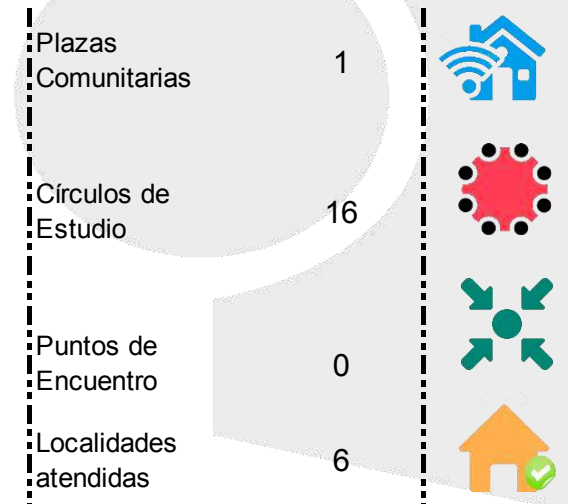 Plazas
Comunitarias 1
Círculos de
Estudio 16
Puntos de
Encuentro 0
Localidades
atendidas 6